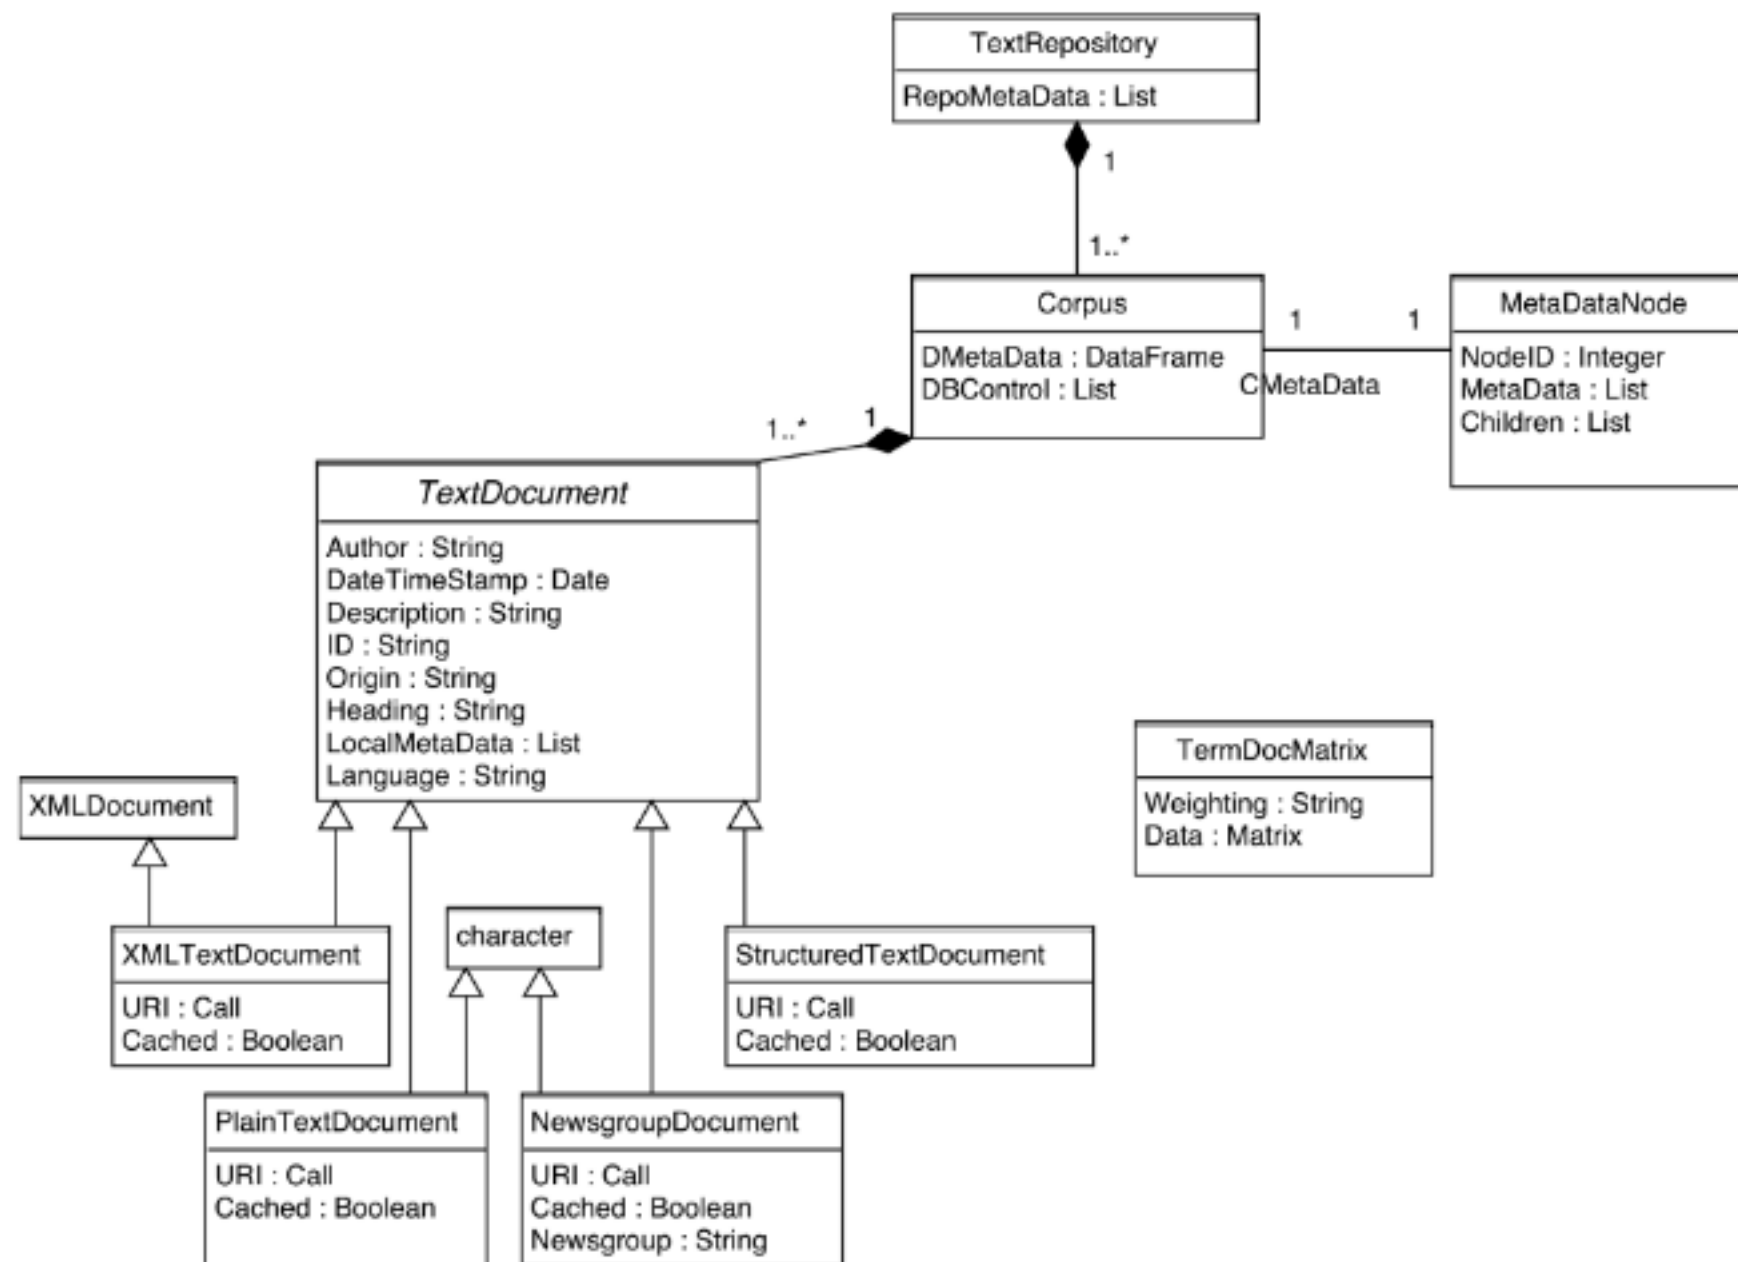 TextRepository
RepoMetaData : List
1
1..*
Corpus
DMetaData : DataFrame
DBControl : List
1
1
CMetaData
MetaDataNode
NodeID : Integer
MetaData : List
Children : List
1..*
1
TextDocument
Author : String
DateTimeStamp : Date
Description : String
ID : String
Origin : String
Heading : String
LocalMetaData : List
Language : String
TermDocMatrix
Weighting : String
Data : Matrix
XMLDocument
character
XMLTextDocument
URI : Call
Cached : Boolean
StructuredTextDocument
URI : Call
Cached : Boolean
PlainTextDocument
URI : Call
Cached : Boolean
NewsgroupDocument
URI : Call
Cached : Boolean
Newsgroup : String